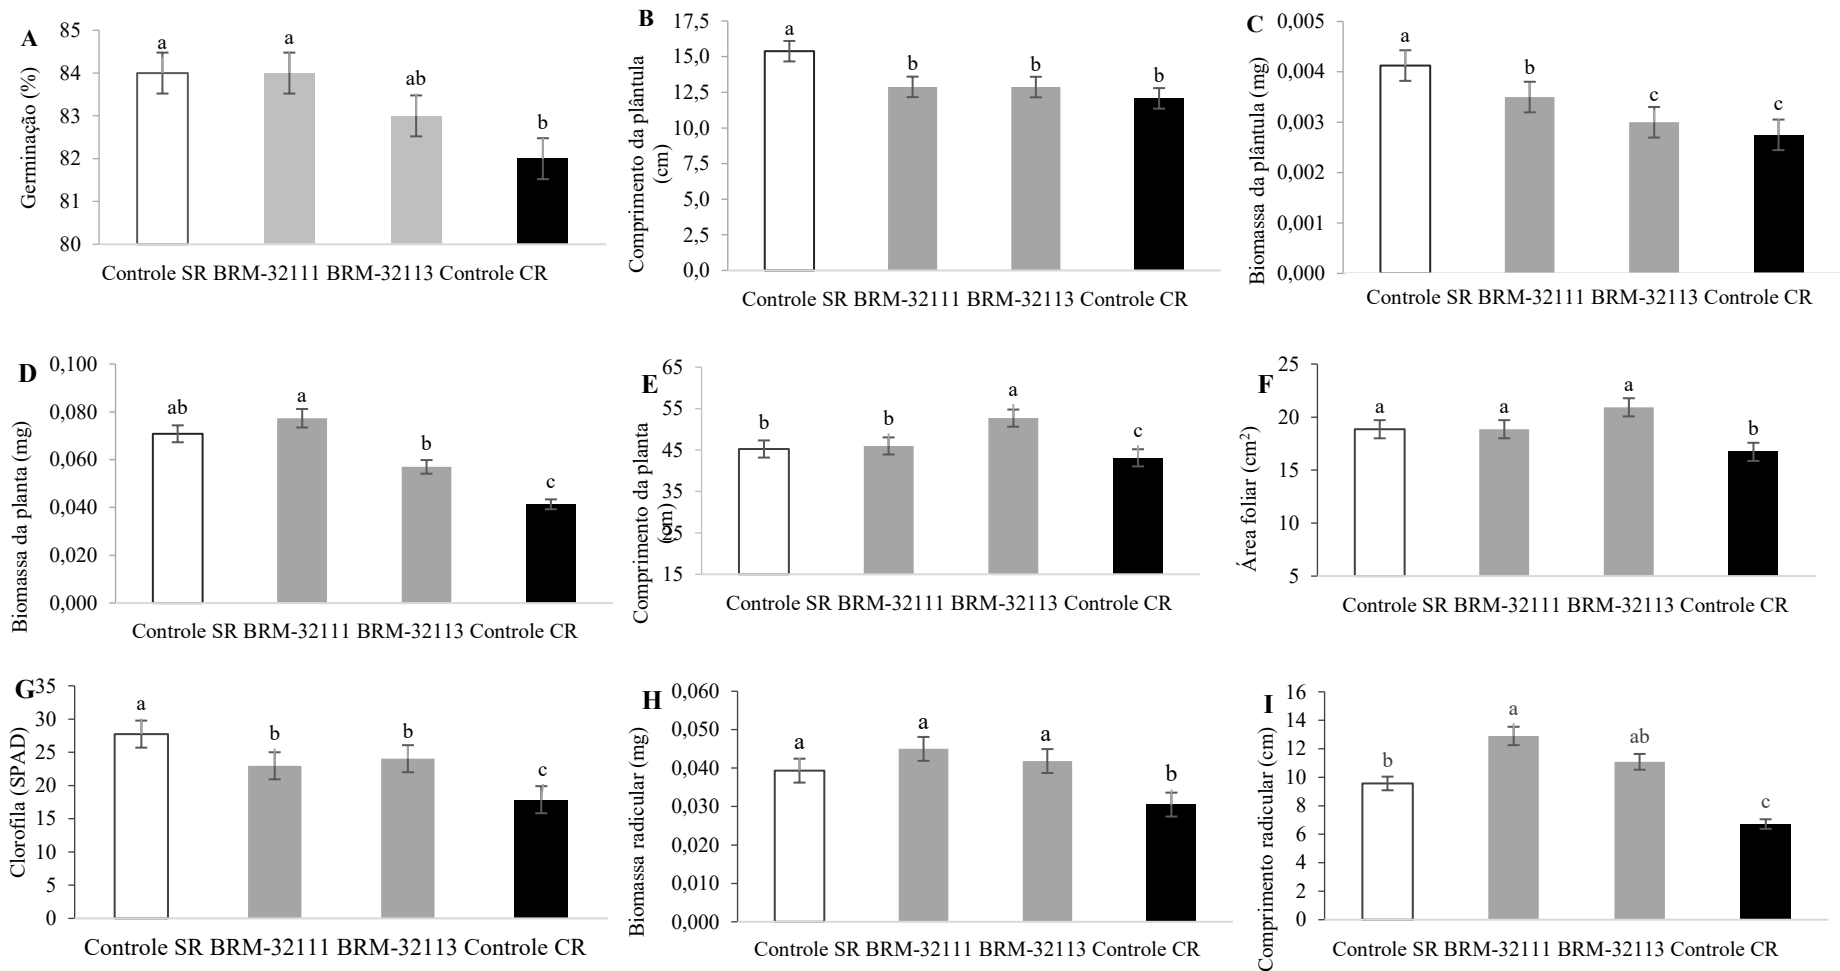 A
Germinação (%)
85
84
83
82
81
80
a
a
ab
b
Controle SR BRM-32111 BRM-32113 Controle CR
B
Comprimento da plântula
(cm)
17,5
15,0
12,5
10,0
7,5
5,0
2,5
0,0
a
b
b
b
Controle SR BRM-32111 BRM-32113 Controle CR
C
Biomassa da plântula (mg)
0,005
0,004
0,003
0,002
0,001
0,000
a
b
c
c
Controle SR BRM-32111 BRM-32113 Controle CR
D
Biomassa da planta (mg)
0,100
0,080
0,060
0,040
0,020
0,000
ab
a
b
c
Controle SR BRM-32111 BRM-32113 Controle CR
E
Comprimento da planta
(cm)
65
55
45
35
25
15
b
b
a
c
Controle SR BRM-32111 BRM-32113 Controle CR
F
Área foliar (cm²)
25
20
15
10
5
a
a
a
b
Controle SR BRM-32111 BRM-32113 Controle CR
G
Clorofila (SPAD)
35
30
25
20
15
10
5
0
a
b
b
c
Controle SR BRM-32111 BRM-32113 Controle CR
H
Biomassa radicular (mg)
0,060
0,050
0,040
0,030
0,020
0,010
0,000
a
a
a
b
Controle SR BRM-32111 BRM-32113 Controle CR
I
Comprimento radicular (cm)
16
14
12
10
8
6
4
2
0
b
a
ab
c
Controle SR BRM-32111 BRM-32113 Controle CR